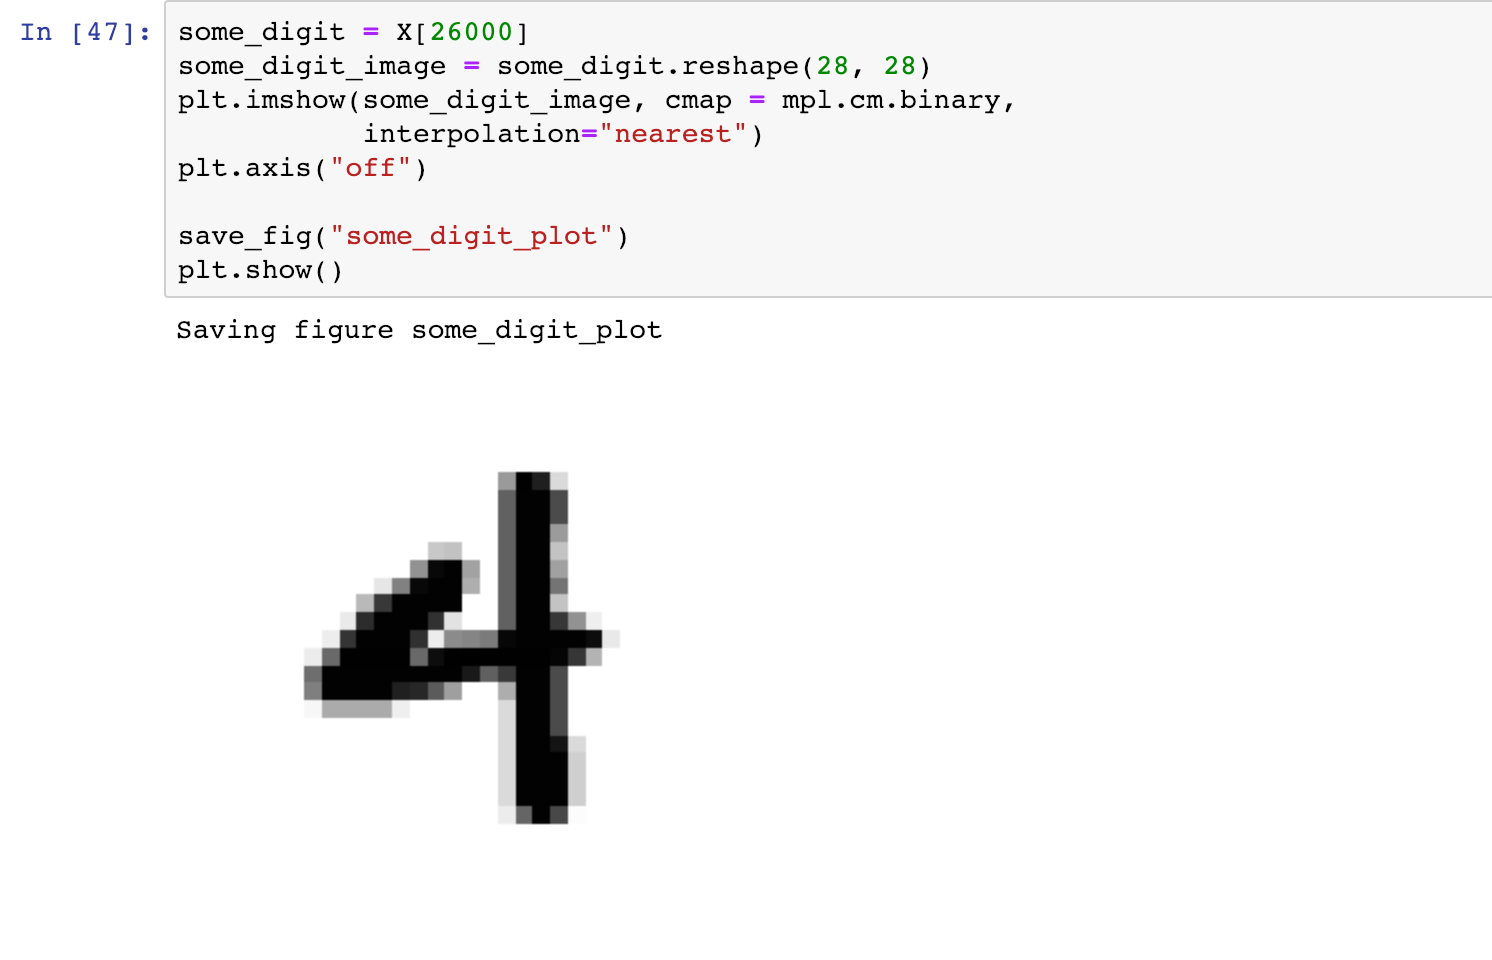 In [47]:
some_digit = X[26000]
some_digit_image = some_digit.reshape(28, 28)
plt.imshow(some_digit_image, cmap = mpl.cm.binary,
           interpolation="nearest")
plt.axis("off")

save_fig("some_digit_plot")
plt.show()
Saving figure some_digit_plot
4